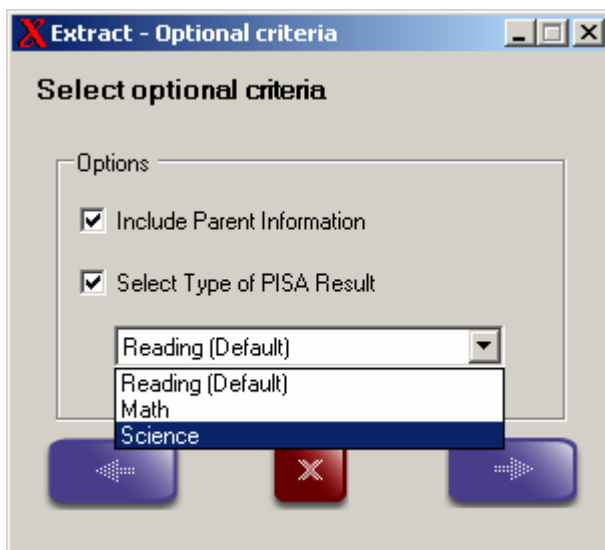 Extract - Optional criteria
Select optional criteria
Options
Include Parent Information
Select Type of PISA Result
Reading (Default)
Reading (Default)
Math
Science